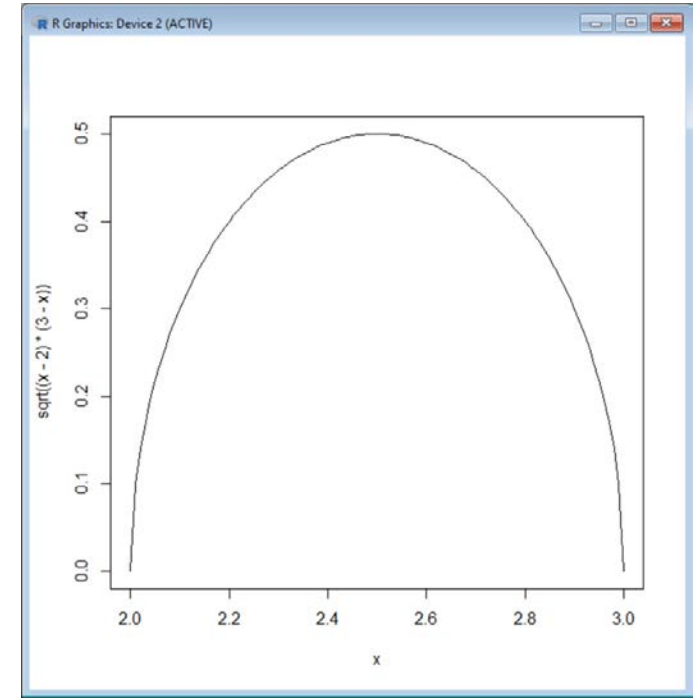 R Graphics: Device 2 (ACTIVE)
0.5
0.4
0.3
0.2
0.1
0.0
sqrt((x - 2) * (3 - x))
2.0 2.2 2.4 2.6 2.8 3.0
x